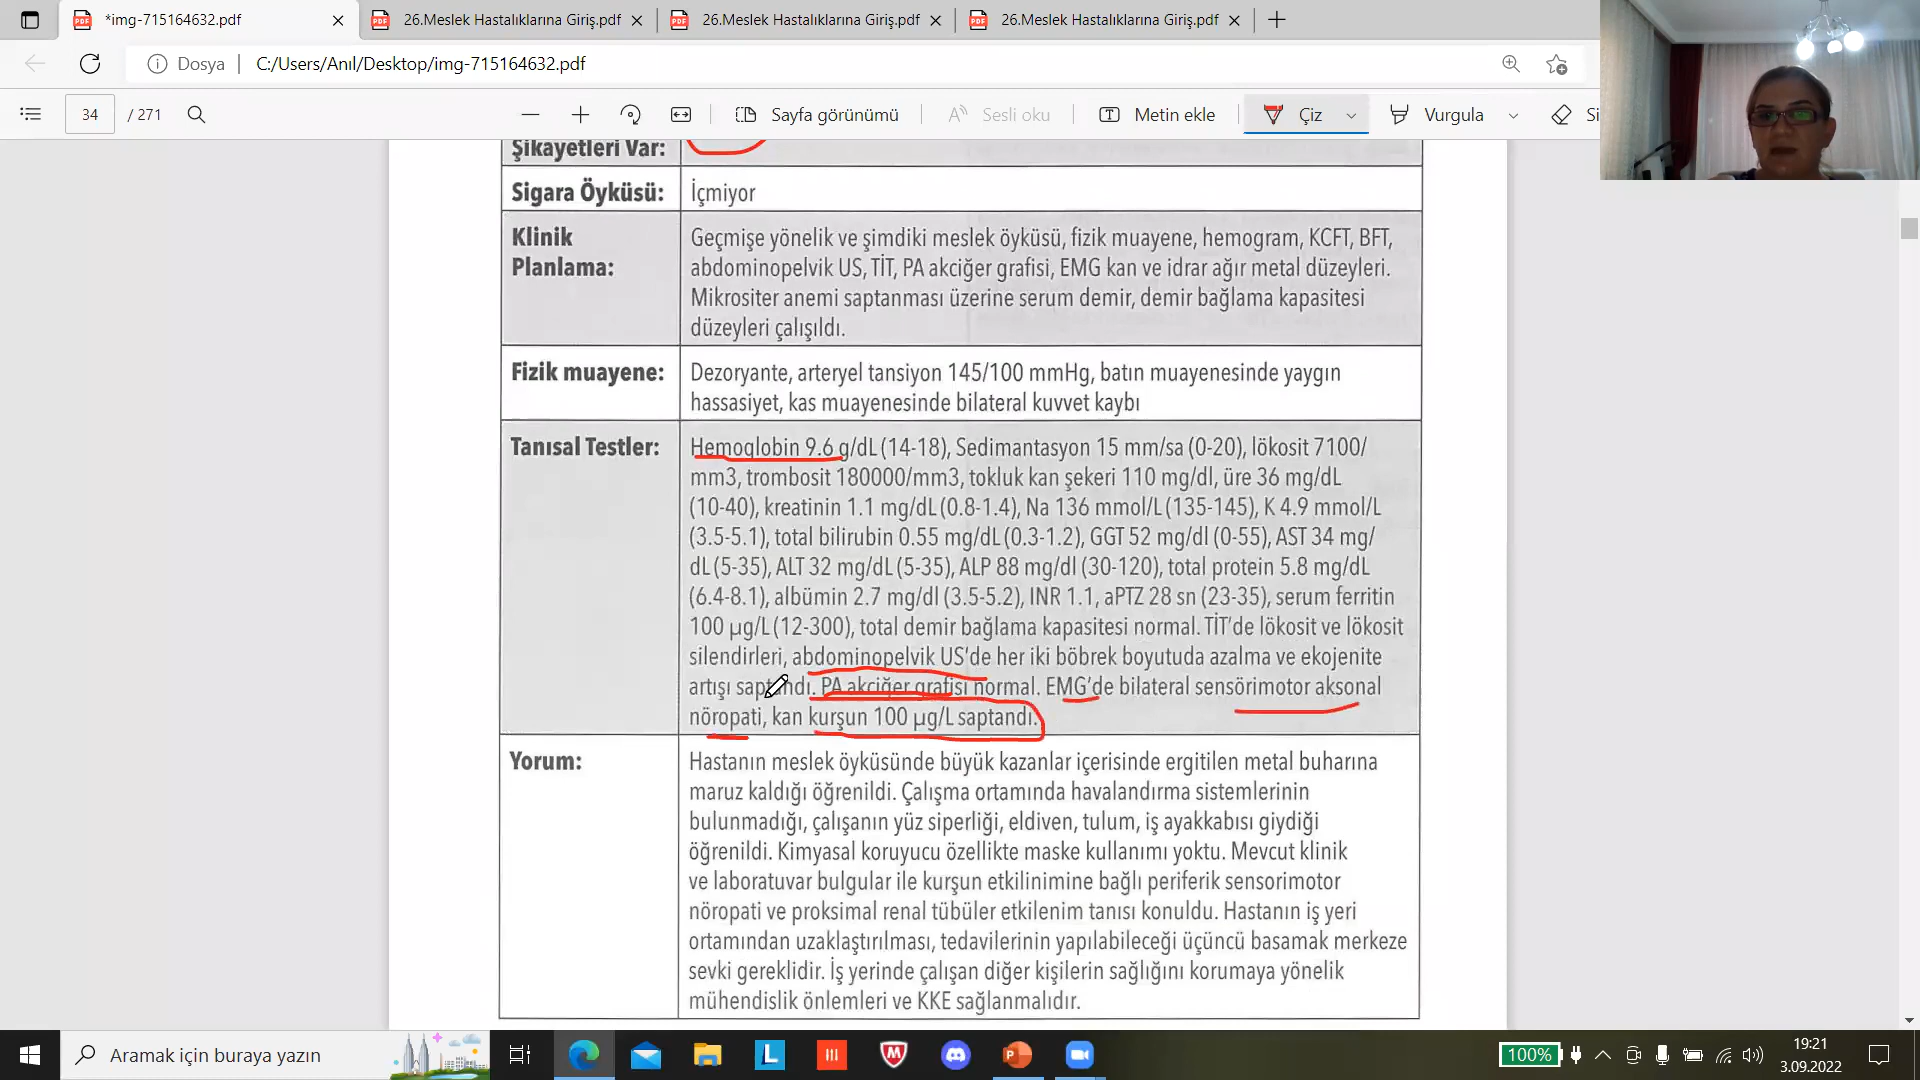 *img-715164632.pdf
26.Meslek Hastalıklarına Giriş.pdf
26.Meslek Hastalıklarına Giriş.pdf
26.Meslek Hastalıklarına Giriş.pdf
Dosya
C:/Users/Anıl/Desktop/img-715164632.pdf
34
/ 271
Sayfa görünümü
Sesli oku
Metin ekle
Çiz
Vurgula
Si
Şikayetleri Var:
Sigara Öyküsü:
İçmiyor
Klinik
Planlama:
Geçmişe yönelik ve şimdiki meslek öyküsü, fizik muayene, hemogram, KCFT, BFT,
abdominopelvik US, TİT, PA akciğer grafisi, EMG kan ve idrar ağır metal düzeyleri.
Mikrositer anemi saptanması üzerine serum demir, demir bağlama kapasitesi
düzeyleri çalışıldı.
Fizik muayene:
Dezoryante, arteryel tansiyon 145/100 mmHg, batın muayenesinde yaygın
hassasiyet, kas muayenesinde bilateral kuvvet kaybı
Tanısal Testler:
Hemoglobin 9.6 g/dL (14-18), Sedimantasyon 15 mm/sa (0-20), lökosit 7100/
mm3, trombosit 180000/mm3, tokluk kan şekeri 110 mg/dl, üre 36 mg/dL
(10-40), kreatinin 1.1 mg/dL (0.8-1.4), Na 136 mmol/L (135-145), K 4.9 mmol/L
(3.5-5.1), total bilirubin 0.55 mg/dL (0.3-1.2), GGT 52 mg/dl (0-55), AST 34 mg/
dL (5-35), ALT 32 mg/dL (5-35), ALP 88 mg/dl (30-120), total protein 5.8 mg/dL
(6.4-8.1), albümin 2.7 mg/dl (3.5-5.2), INR 1.1, aPTZ 28 sn (23-35), serum ferritin
100 µg/L (12-300), total demir bağlama kapasitesi normal. TİT'de lökosit ve lökosit
silendirleri, abdominopelvik US'de her iki böbrek boyutuda azalma ve ekojenite
artışı saptandı. PA akciğer grafisi normal. EMG'de bilateral sensörimotor aksonal
nöropati, kan kurşun 100 µg/L saptandı.
Yorum:
Hastanın meslek öyküsünde büyük kazanlar içerisinde ergitilen metal buharına
maruz kaldığı öğrenildi. Çalışma ortamında havalandırma sistemlerinin
bulunmadığı, çalışanın yüz siperliği, eldiven, tulum, iş ayakkabısı giydiği
öğrenildi. Kimyasal koruyucu özellikte maske kullanımı yoktu. Mevcut klinik
ve laboratuvar bulgular ile kurşun etkilinimine bağlı periferik sensorimotor
nöropati ve proksimal renal tübüler etkilenim tanısı konuldu. Hastanın iş yeri
ortamından uzaklaştırılması, tedavilerinin yapılabileceği üçüncü basamak merkeze
sevki gereklidir. İş yerinde çalışan diğer kişilerin sağlığını korumaya yönelik
mühendislik önlemleri ve KKE sağlanmalıdır.
Aramak için buraya yazın
100%
19:21
3.09.2022